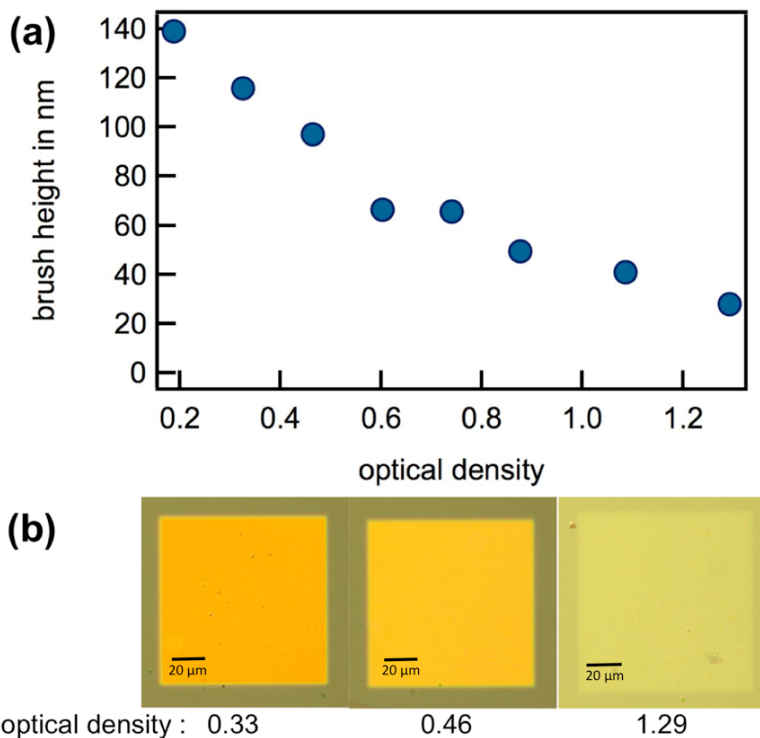 (a)
brush height in nm
140
120
100
80
60
40
20
0
0.2 0.4 0.6 0.8 1.0 1.2
optical density
(b)
20 µm 20 µm 20 µm
optical density : 0.33 0.46 1.29